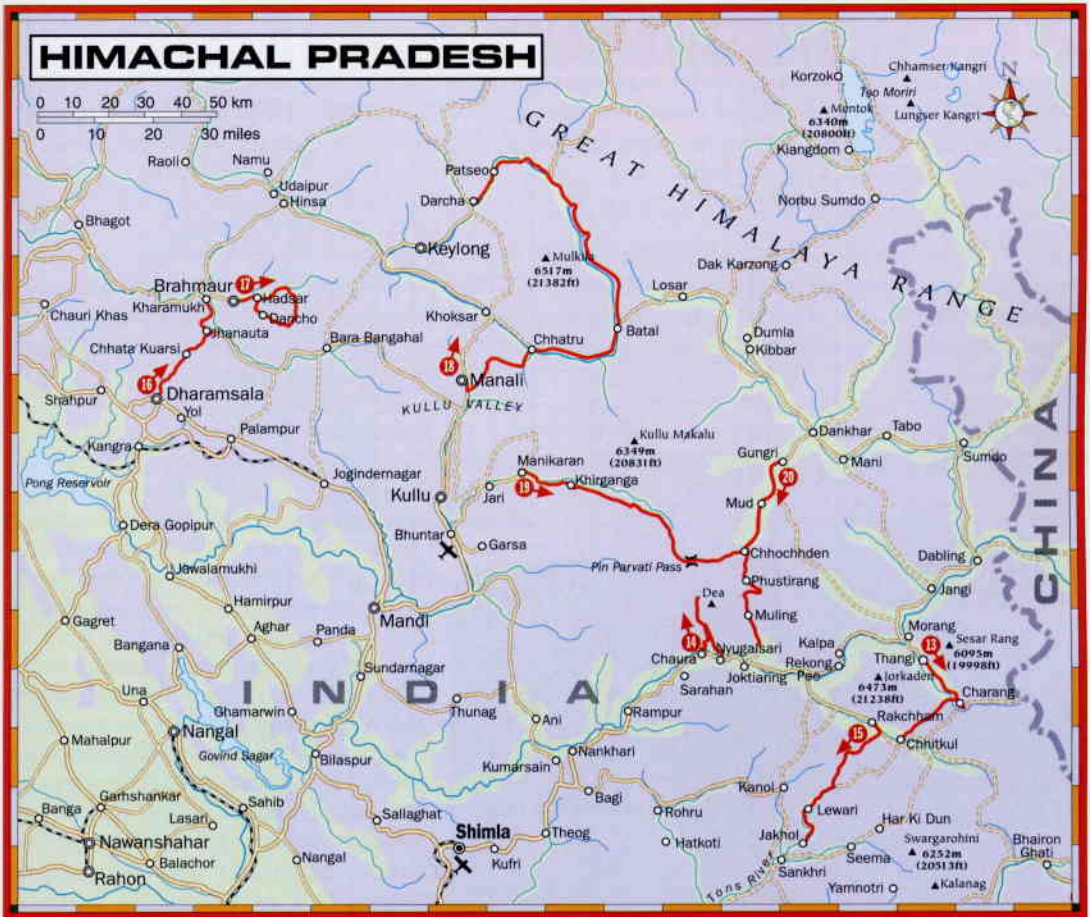 HIMACHAL PRADESH
0 10 20 30 40 50 km
0 10 20 30 miles
N
GREAT HIMALAYA RANGE
Korzok
Chhamser Kangri
Tso Moriri
Mentok
6340m
(20800ft)
Lungser Kangri
Kiangdom
Norbu Sumdo
Raoli
Namu
Udaipur
Hinsa
Patseo
Darcha
Bhagot
Keylong
Mulkila
6517m
(21382ft)
Dak Karzong
Losar
Brahmaur
17
Hadsar
Kharamukh
Dancho
Chauri Khas
Jhanauta
Khoksar
Chhatru
Batal
Dumla
Kibbar
Chhata Kuarsi
Bara Bangahal
16
Dharamsala
18
Manali
KULLU VALLEY
Shahpur
Yol
Kangra
Palampur
Kullu Makalu
6349m
(20831ft)
Dankhar
Tabo
Sumdo
Mani
Gungri
20
Mud
CHINA
Pong Reservoir
Jogindernagar
Kullu
Jari
Manikaran
19
Khirganga
Dera Gopipur
Bhuntar
Garsa
Pin Parvati Pass
Chhochhden
Dabling
Jawalamukhi
Phustirang
Jangi
Hamirpur
Mandi
Dea
Muling
Gagret
Aghar
Panda
Bangana
14
Chaura
Nyugalsari
Joktiaring
Kalpa
Rekong
Peo
Morang
13
Thangi
Sesar Rang
6095m
(19998ft)
Jorkaden
6473m
(21238ft)
Charang
Sundarnagar
INDIA
Sarahan
Una
Ghamarwin
Thunag
Ani
Rampur
Rakchham
15
Chhitkul
Mahalpur
Nangal
Govind Sagar
Bilaspur
Nankhari
Kumarsain
Kanol
Bagi
Garhshankar
Banga
Sahib
Lasari
Sallaghat
Rohru
Lewari
Har Ki Dun
Nawanshahar
Shimla
Theog
Hatkoti
Jakhol
Swargarohini
6252m
(20513ft)
Bhairon
Ghati
Balachor
Nangal
Kufri
Seema
Sankhri
Rahon
Tons River
Yamnotri
Kalanag